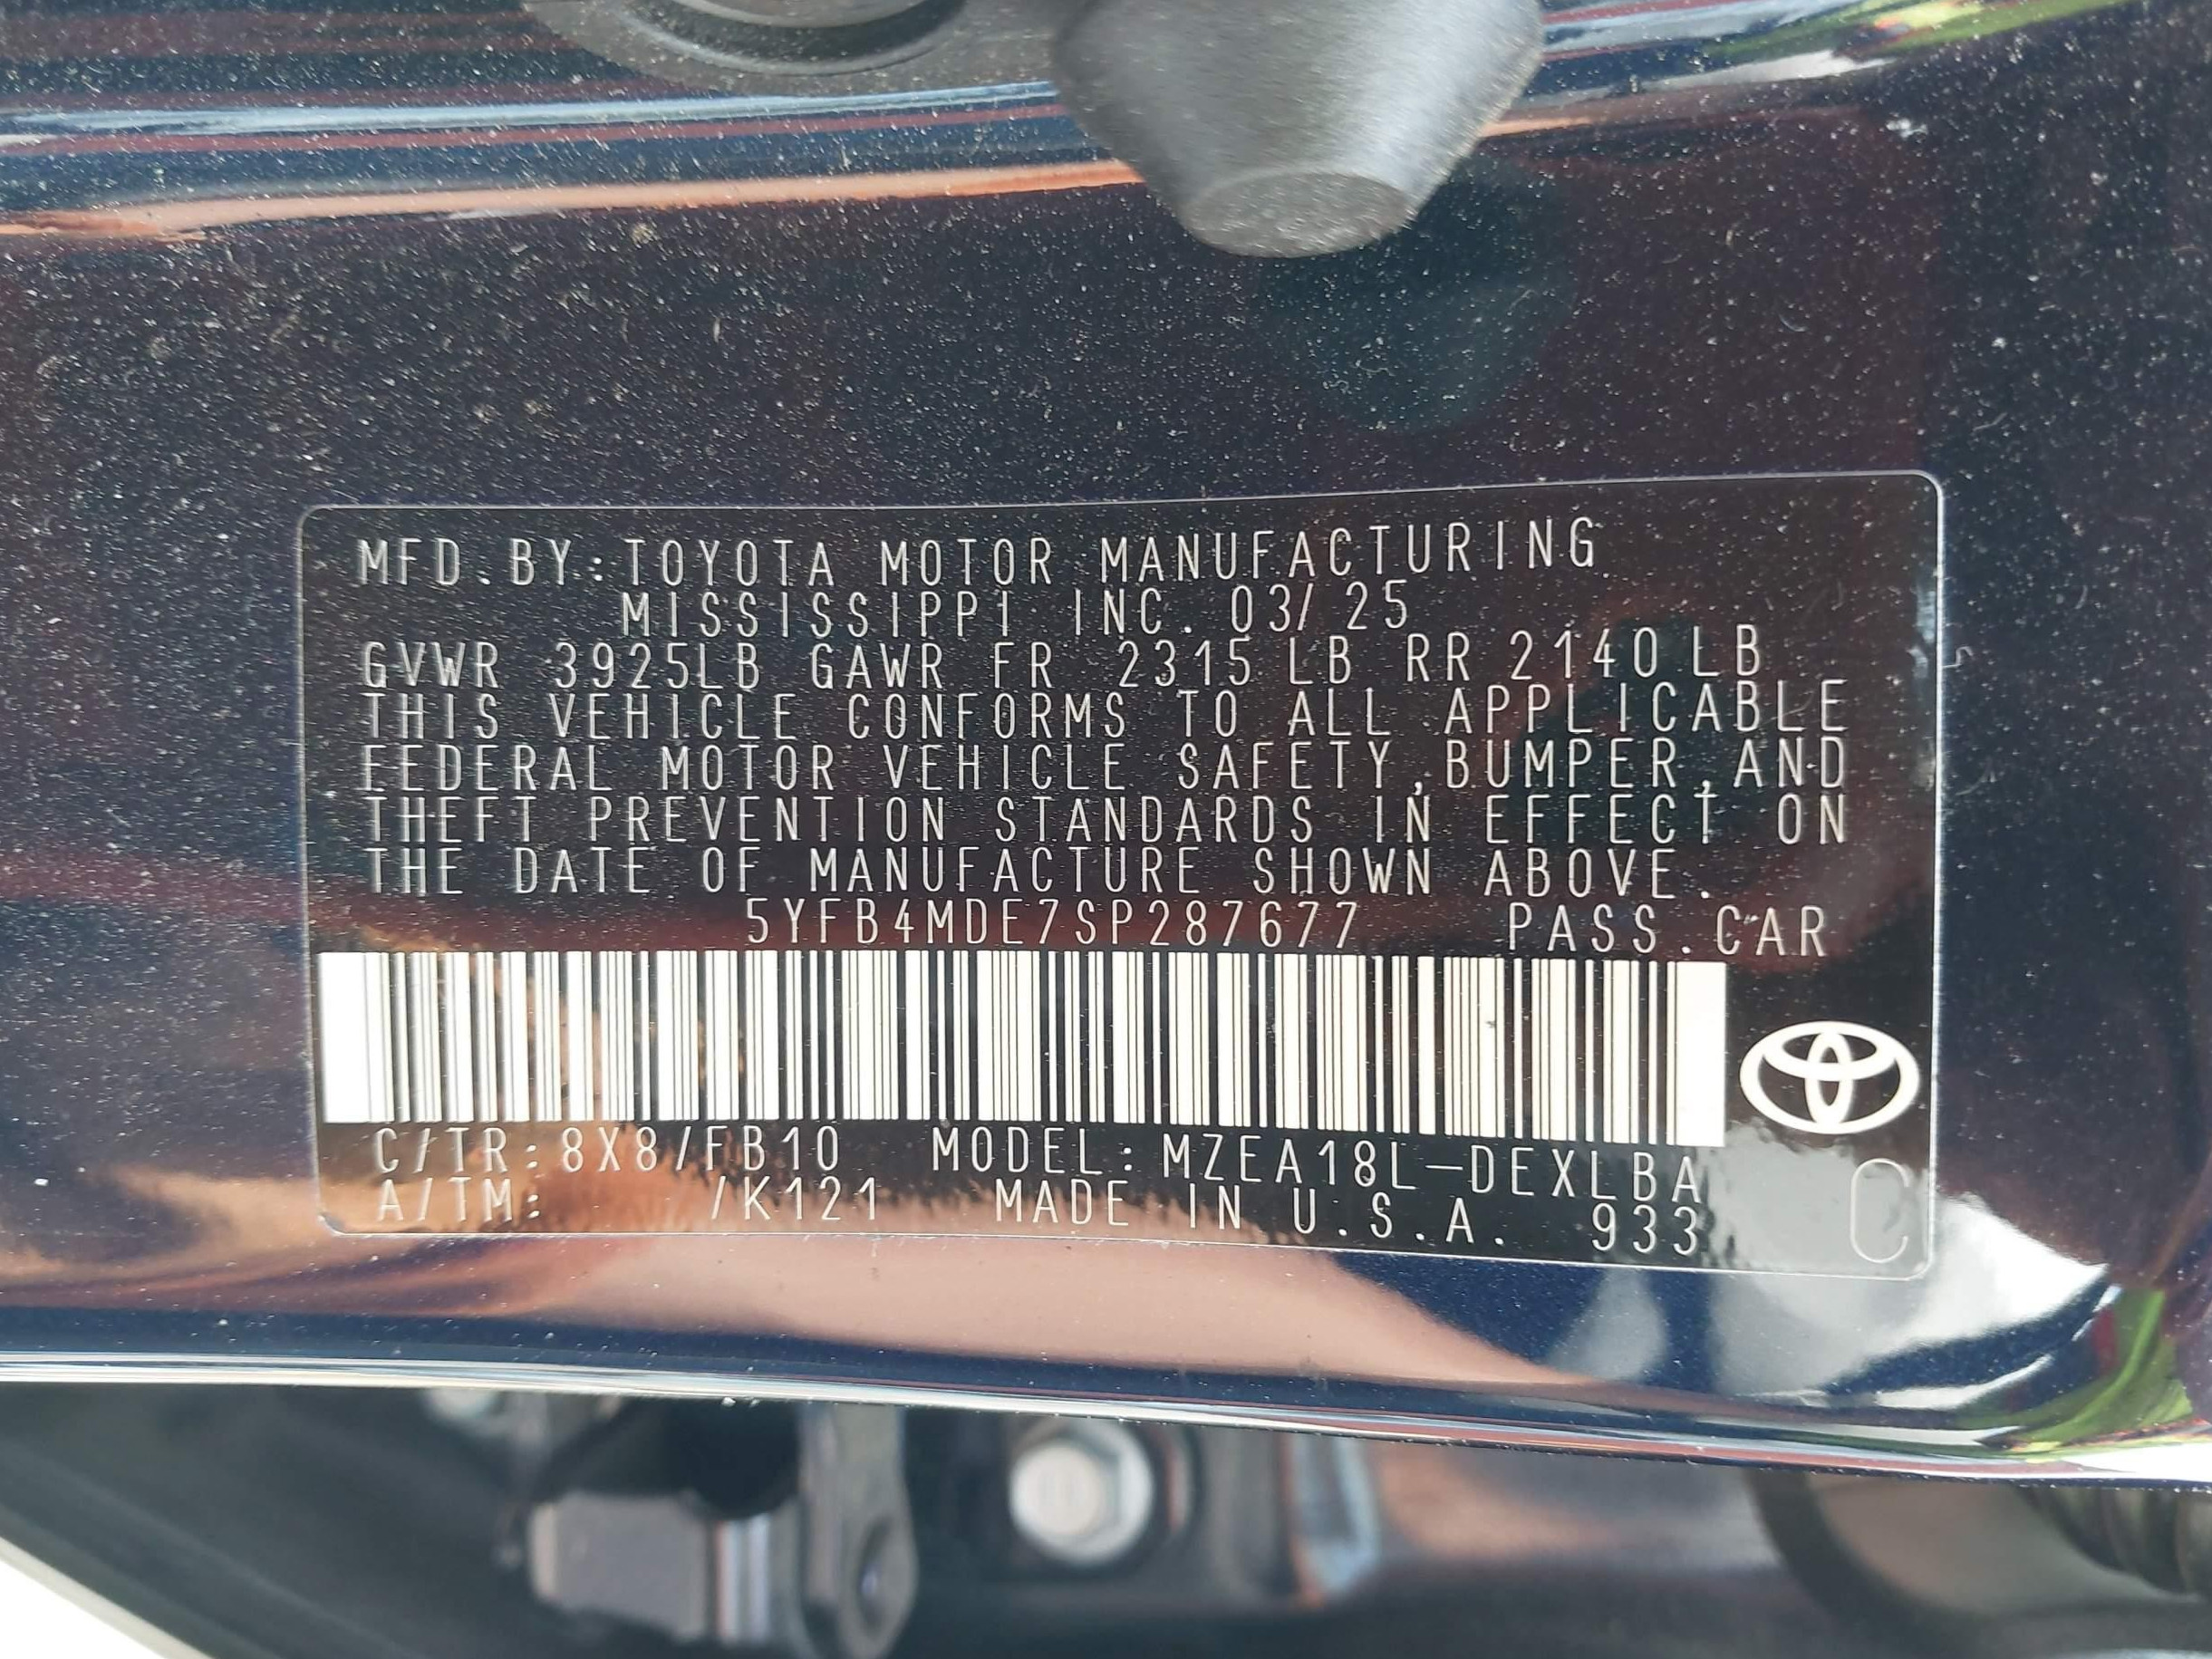 MFD.BY:TOYOTA MOTOR MANUFACTURING
MISSISSIPPI INC. 03/25
GVWR 3925LB GAWR FR 2315 LB RR 2140 LB
THIS VEHICLE CONFORMS TO ALL APPLICABLE
FEDERAL MOTOR VEHICLE SAFETY,BUMPER,AND
THEFT PREVENTION STANDARDS IN EFFECT ON
THE DATE OF MANUFACTURE SHOWN ABOVE.
5YFB4MDE7SP287677 PASS.CAR
C/TR:8X8/FB10 MODEL:MZEA18L-DEXLBA
A/TM: /K121 MADE IN U.S.A. 933
C